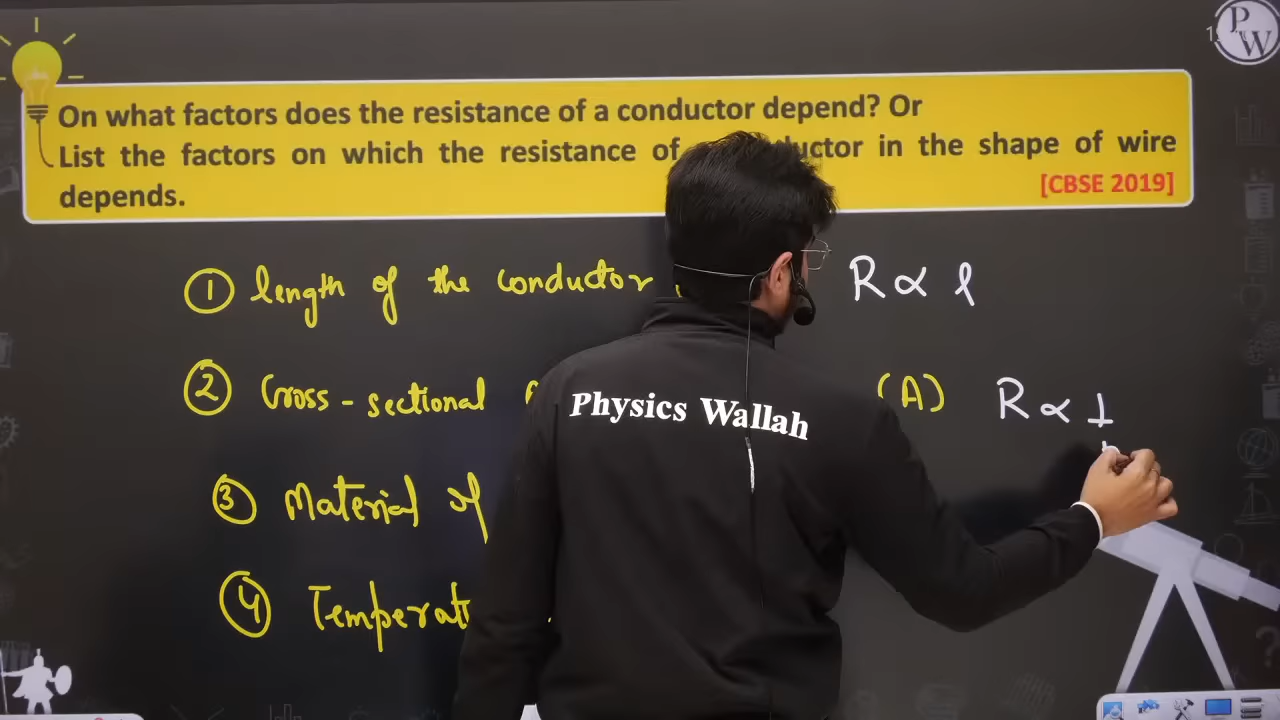 PW
On what factors does the resistance of a conductor depend? Or
List the factors on which the resistance of in the shape of wire
depends.
[CBSE 2019]
① length of the conductor R ∝ l
② Cross-sectional (A) R ∝ 1
③ Material of
④ Temperat
Physics Wallah